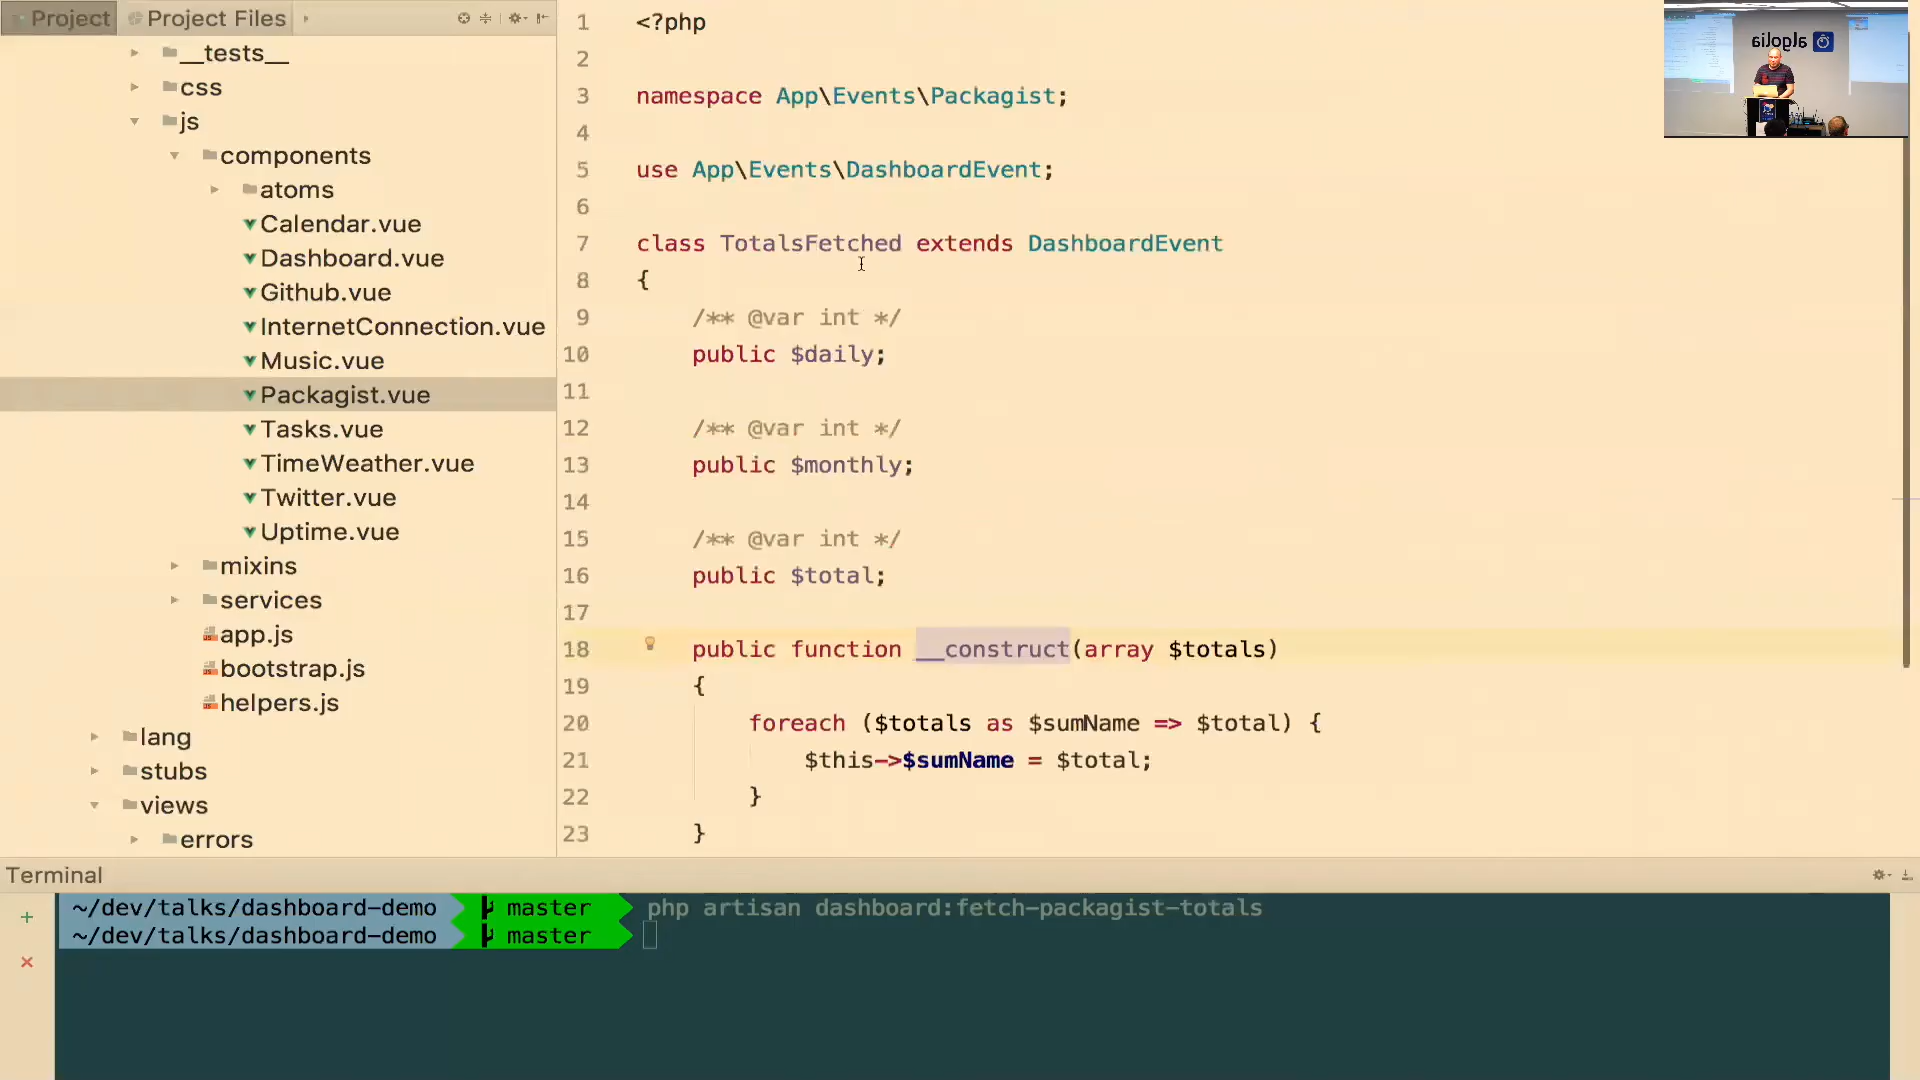 Project
Project Files
__tests__
css
js
components
atoms
Calendar.vue
Dashboard.vue
Github.vue
InternetConnection.vue
Music.vue
Packagist.vue
Tasks.vue
TimeWeather.vue
Twitter.vue
Uptime.vue
mixins
services
app.js
bootstrap.js
helpers.js
lang
stubs
views
errors
1 <?php
2
3 namespace App\Events\Packagist;
4
5 use App\Events\DashboardEvent;
6
7 class TotalsFetched extends DashboardEvent
8 {
9 /** @var int */
10 public $daily;
11
12 /** @var int */
13 public $monthly;
14
15 /** @var int */
16 public $total;
17
18 public function __construct(array $totals)
19 {
20 foreach ($totals as $sumName => $total) {
21 $this->$sumName = $total;
22 }
23 }
algolia
Terminal
~/dev/talks/dashboard-demo master php artisan dashboard:fetch-packagist-totals
~/dev/talks/dashboard-demo master